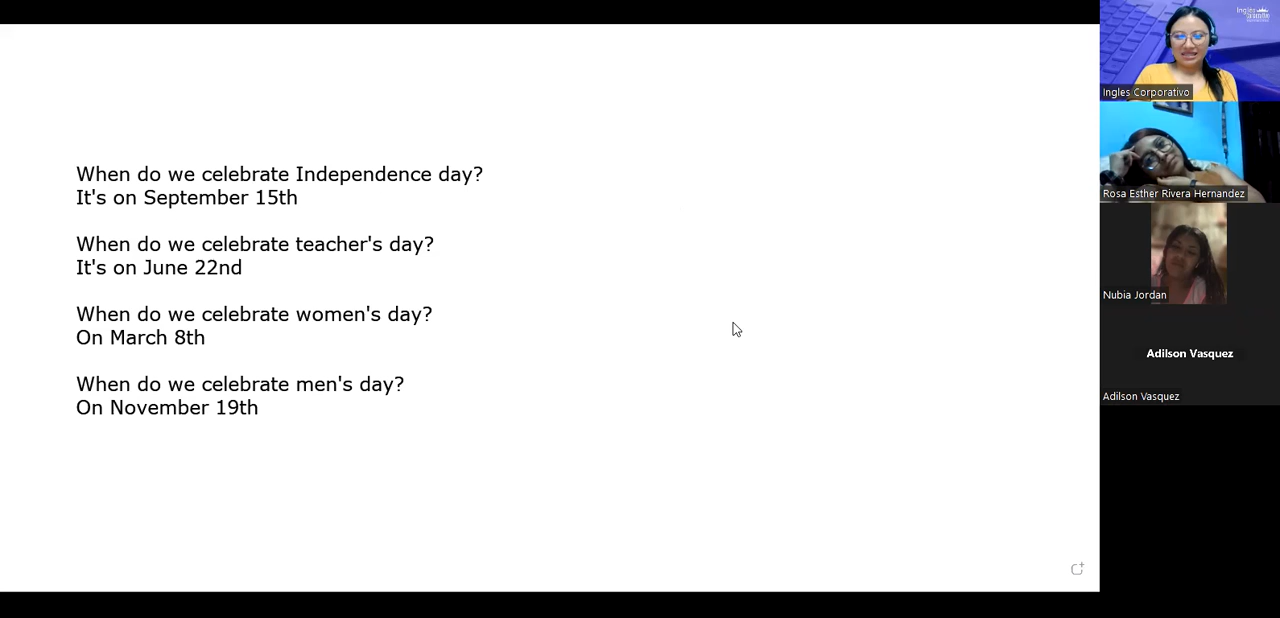 When do we celebrate Independence day?
It's on September 15th
When do we celebrate teacher's day?
It's on June 22nd
When do we celebrate women's day?
On March 8th
When do we celebrate men's day?
On November 19th
Ingles
Ingles Corporativo
Rosa Esther Rivera Hernandez
Nubia Jordan
Adilson Vasquez
Adilson Vasquez